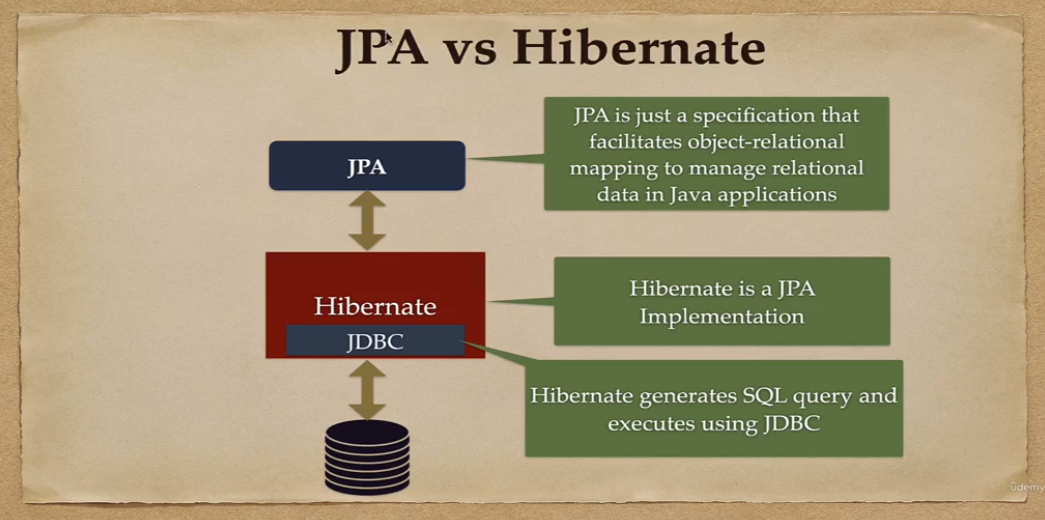 JPA vs Hibernate
JPA
JPA is just a specification that
facilitates object-relational
mapping to manage relational
data in Java applications
Hibernate
JDBC
Hibernate is a JPA
Implementation
Hibernate generates SQL query and
executes using JDBC
ûdemy